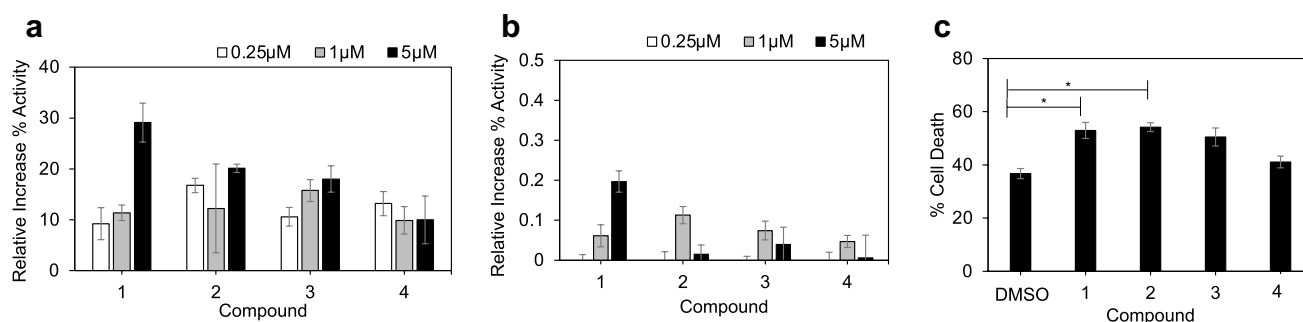 a
0.25µM 1µM 5µM
Relative Increase % Activity
40
30
20
10
0
1 2 3 4
Compound
b
0.25µM 1µM 5µM
Relative Increase % Activity
0.5
0.4
0.3
0.2
0.1
0
1 2 3 4
Compound
c
% Cell Death
80
60
40
20
0
*
*
DMSO 1 2 3 4
Compound